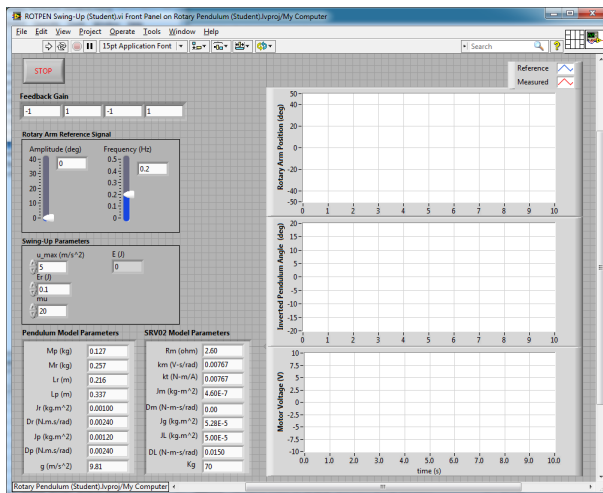 ROTPEN Swing-Up (Student).vi Front Panel on Rotary Pendulum (Student).lvproj/My Computer
File Edit View Project Operate Tools Window Help
15pt Application Font
Search
STOP
Feedback Gain
-1 1 -1 1
Rotary Arm Reference Signal
Amplitude (deg)
0
40
30
20
10
0
Frequency (Hz)
0.2
0.5
0.4
0.3
0.2
0.1
0
Swing-Up Parameters
u_max (m/s^2)
5
E (J)
0
Er (J)
0.1
mu
20
Pendulum Model Parameters
Mp (kg) 0.127
Mr (kg) 0.257
Lr (m) 0.216
Lp (m) 0.337
Jr (kg.m^2) 0.00100
Dr (N.m.s/rad) 0.00240
Jp (kg.m^2) 0.00120
Dp (N.m.s/rad) 0.00240
g (m/s^2) 9.81
SRV02 Model Parameters
Rm (ohm) 2.60
km (V-s/rad) 0.00767
kt (N-m/A) 0.00767
Jm (kg-m^2) 4.60E-7
Dm (N-m-s/rad) 0.00
Jg (kg-m^2) 5.28E-5
JL (kg.m^2) 5.00E-5
DL (N-m-s/rad) 0.0150
Kg 70
Reference
Measured
Rotary Arm Position (deg)
50
40
20
0
-20
-40
-50
0 1 2 3 4 5 6 7 8 9 10
Inverted Pendulum Angle (deg)
20
15
10
5
0
-5
-10
-15
-20
0 1 2 3 4 5 6 7 8 9 10
Motor Voltage (V)
10
7.5
5
2.5
0
-2.5
-5
-7.5
-10
0.0 1.0 2.0 3.0 4.0 5.0 6.0 7.0 8.0 9.0 10.0
time (s)
Rotary Pendulum (Student).lvproj/My Computer